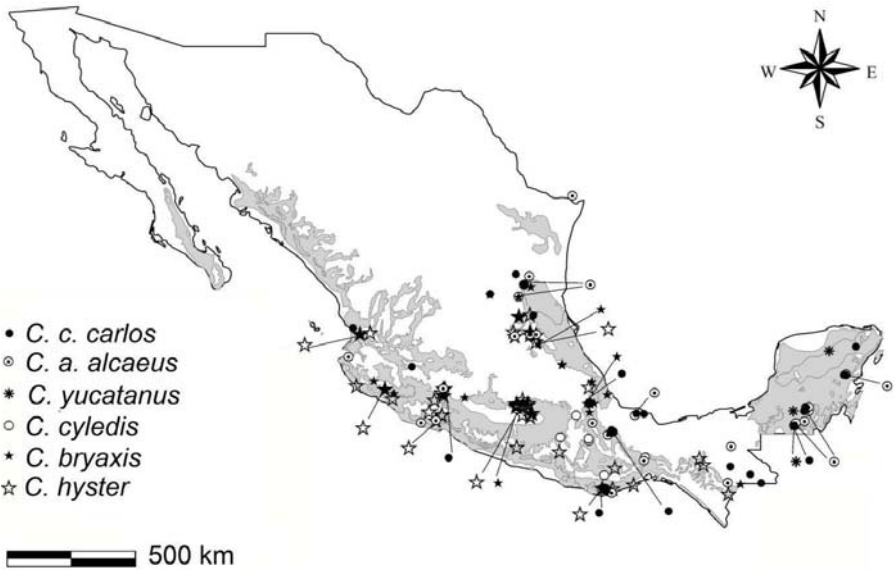 N
W E
S
C. c. carlos
C. a. alcaeus
C. yucatanus
C. cyledis
C. bryaxis
C. hyster
500 km